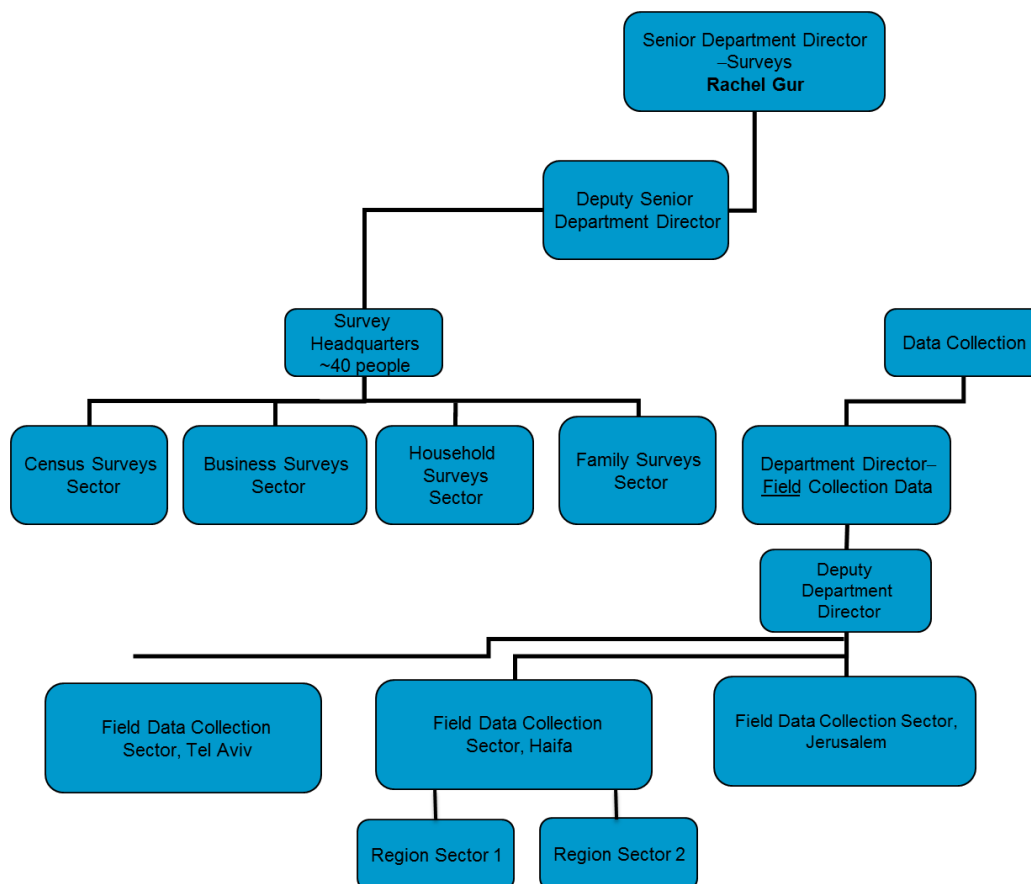 Senior Department Director
–Surveys
Rachel Gur
Deputy Senior
Department Director
Survey
Headquarters
~40 people
Data Collection
Census Surveys
Sector
Business Surveys
Sector
Household
Surveys
Sector
Family Surveys
Sector
Department Director–
Field Collection Data
Deputy
Department
Director
Field Data Collection
Sector, Tel Aviv
Field Data Collection
Sector, Haifa
Field Data Collection Sector,
Jerusalem
Region Sector 1
Region Sector 2